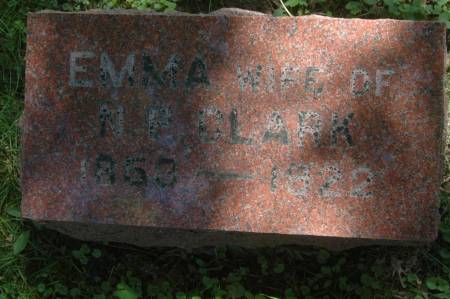 EMMA WIFE OF
N. P. CLARK
1853 — 1922